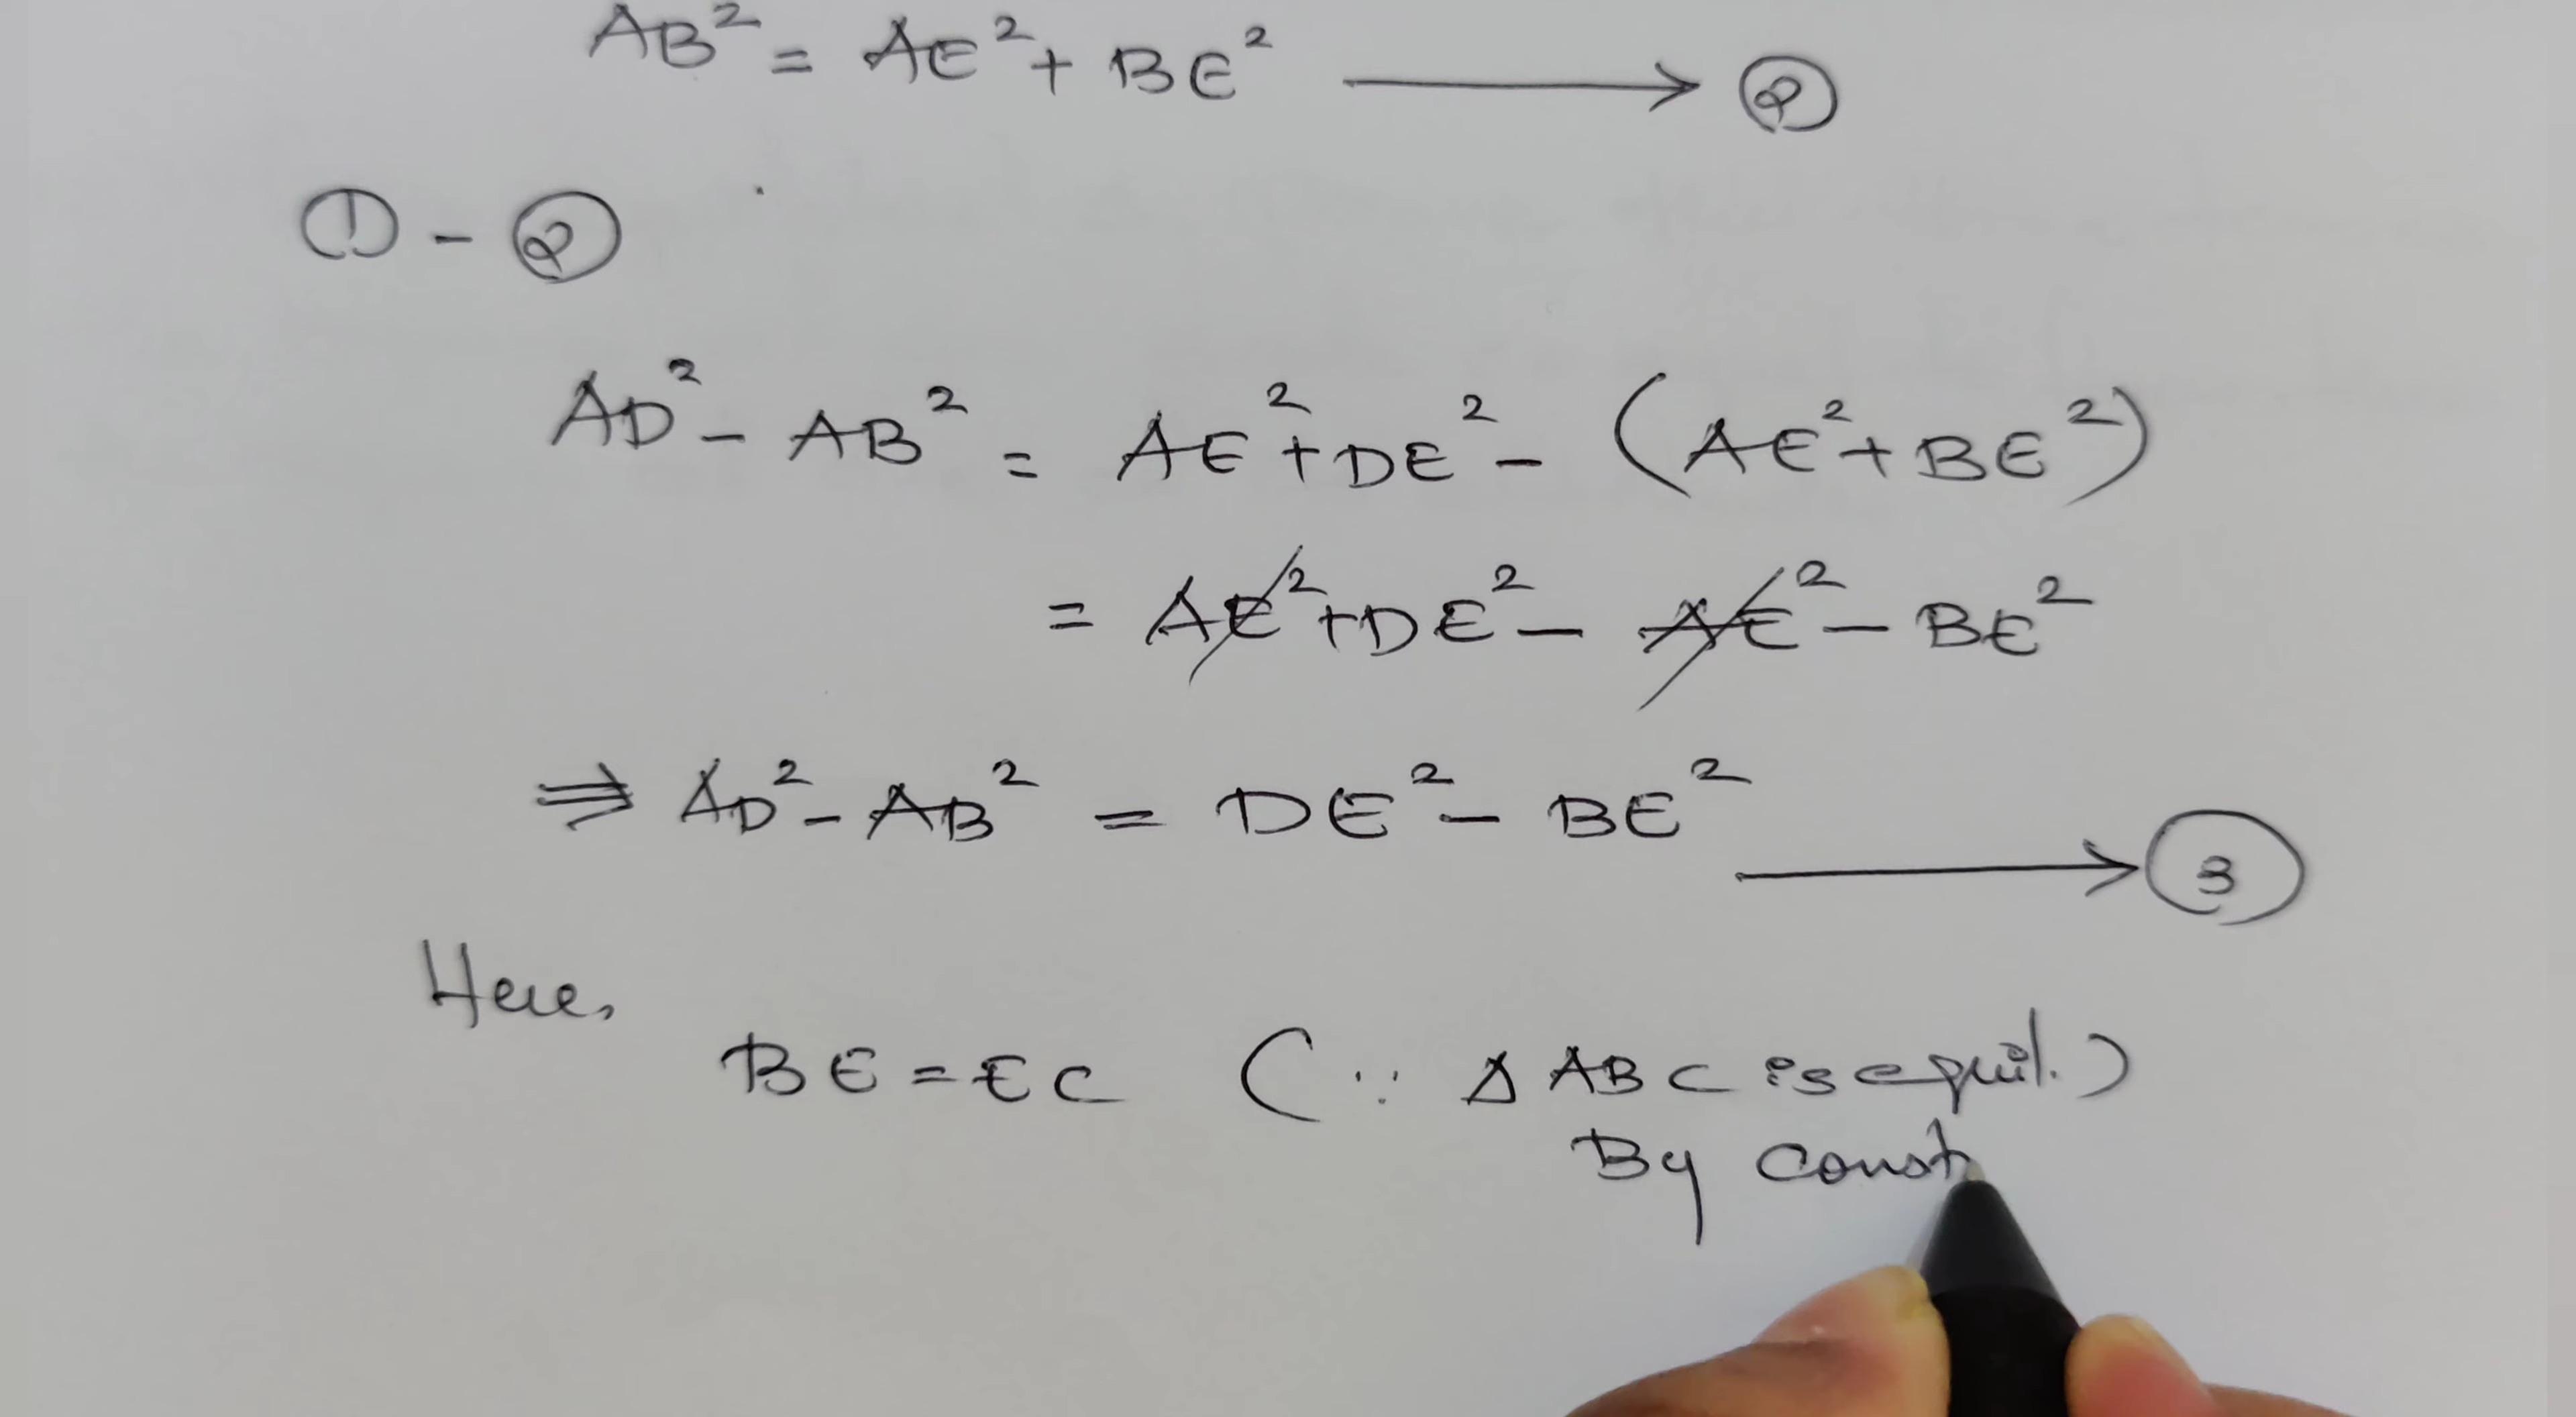 AB² = AE² + BE² ⟶ ②
① - ②
AD² - AB² = AE² + DE² - (AE² + BE²)
= AE² + DE² - AE² - BE²
⇒ AD² - AB² = DE² - BE² ⟶ ③
Here,
BE = EC (∵ Δ ABC is equil.)
By const